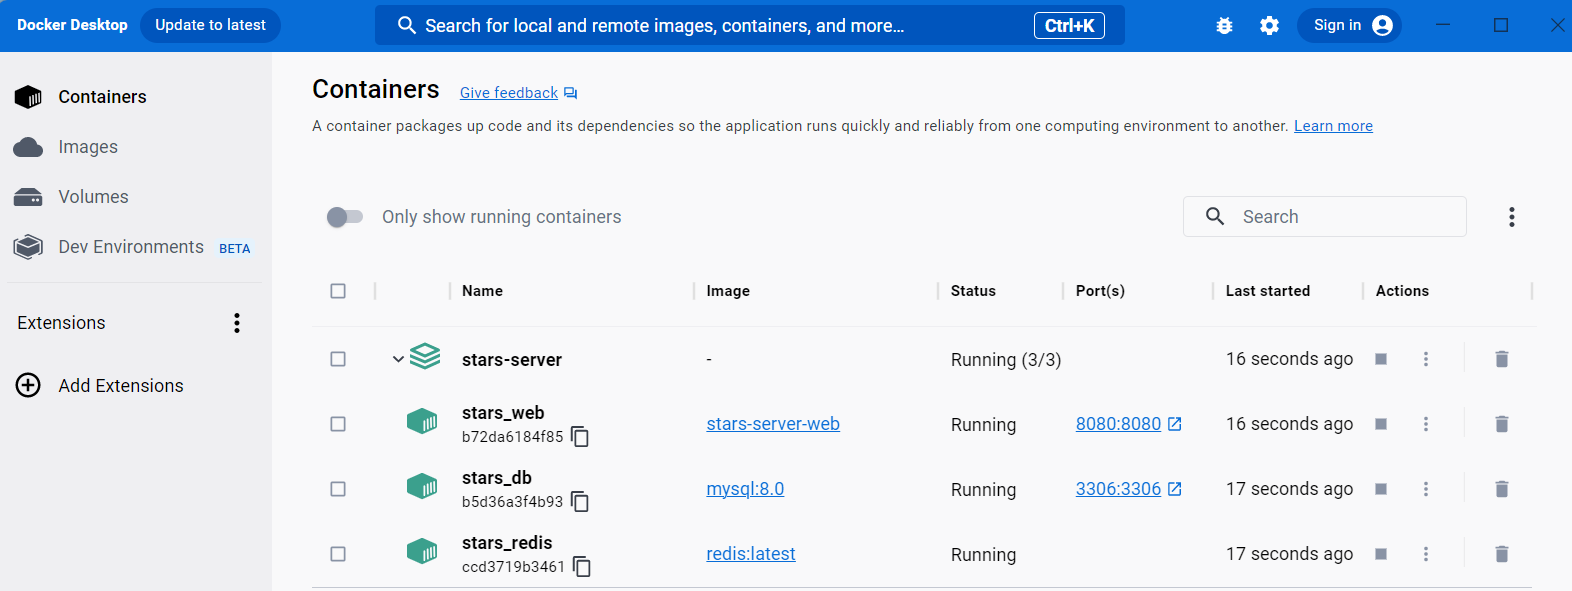 Docker Desktop Update to latest Search for local and remote images, containers, and more... Ctrl+K Sign in
Containers
Images
Volumes
Dev Environments BETA
Extensions
Add Extensions
Containers Give feedback
A container packages up code and its dependencies so the application runs quickly and reliably from one computing environment to another. Learn more
Only show running containers Search
Name Image Status Port(s) Last started Actions
stars-server - Running (3/3) 16 seconds ago
stars_web
b72da6184f85 stars-server-web Running 8080:8080 16 seconds ago
stars_db
b5d36a3f4b93 mysql:8.0 Running 3306:3306 17 seconds ago
stars_redis
ccd3719b3461 redis:latest Running 17 seconds ago